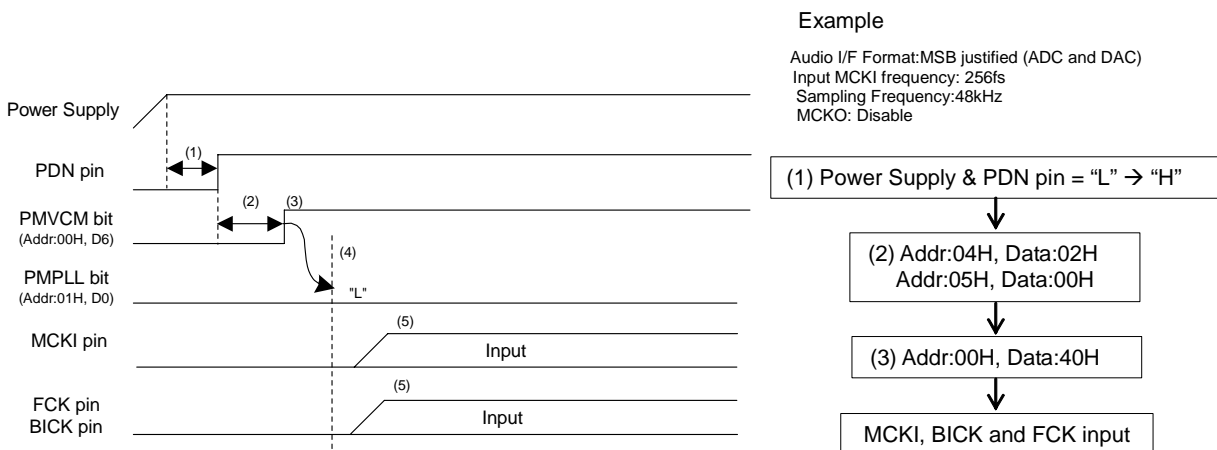 Example
Audio I/F Format:MSB justified (ADC and DAC)
Input MCKI frequency: 256fs
Sampling Frequency:48kHz
MCKO: Disable
Power Supply
(1)
PDN pin
(2)
(3)
PMVCM bit
(Addr:00H, D6)
(4)
PMPLL bit
(Addr:01H, D0)
"L"
(5)
MCKI pin
Input
(5)
FCK pin
BICK pin
Input
(1) Power Supply & PDN pin = “L” → “H”
(2) Addr:04H, Data:02H
Addr:05H, Data:00H
(3) Addr:00H, Data:40H
MCKI, BICK and FCK input